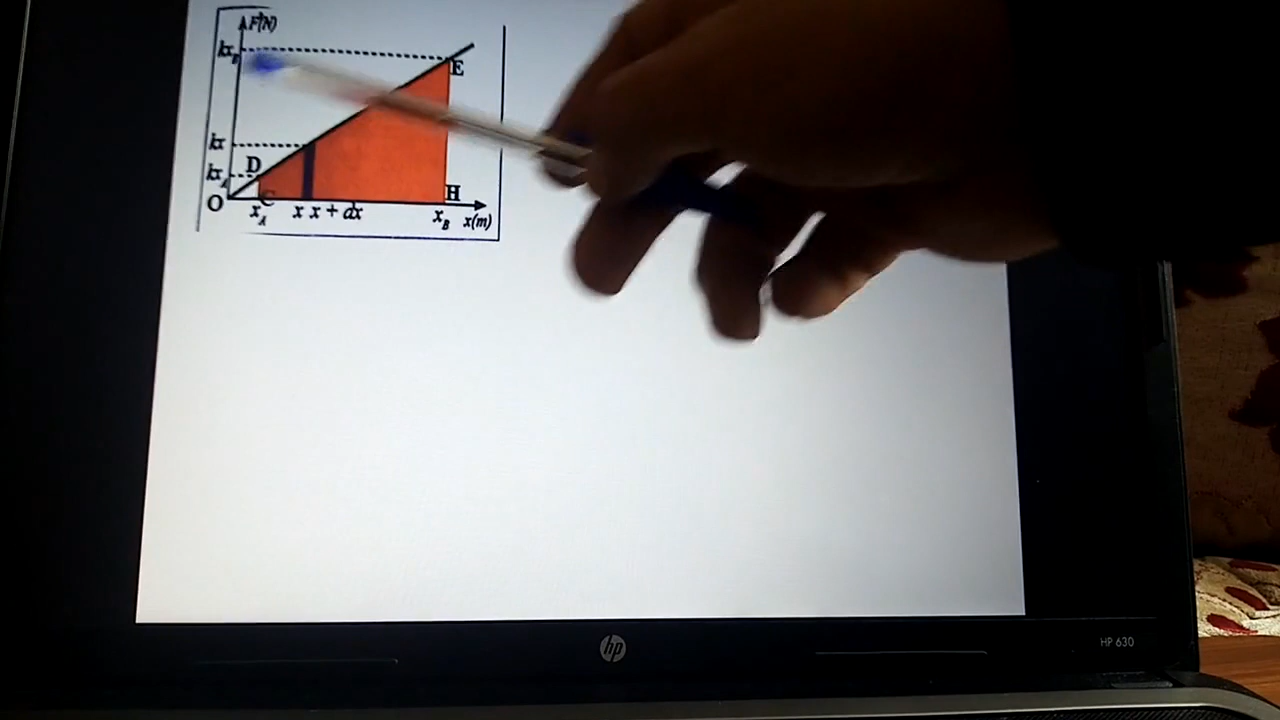 F(N)
kx_B
E
kx
D
kx_A
C
H
O
x_A
x x + dx
x_B
x(m)
hp
HP 630